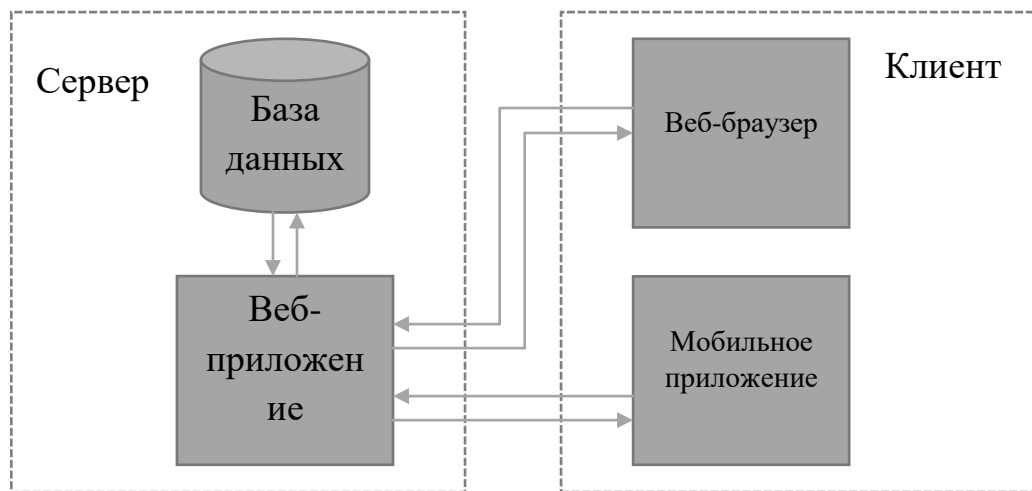 Сервер
База
данных
Веб-
приложен
ие
Клиент
Веб-браузер
Мобильное
приложение